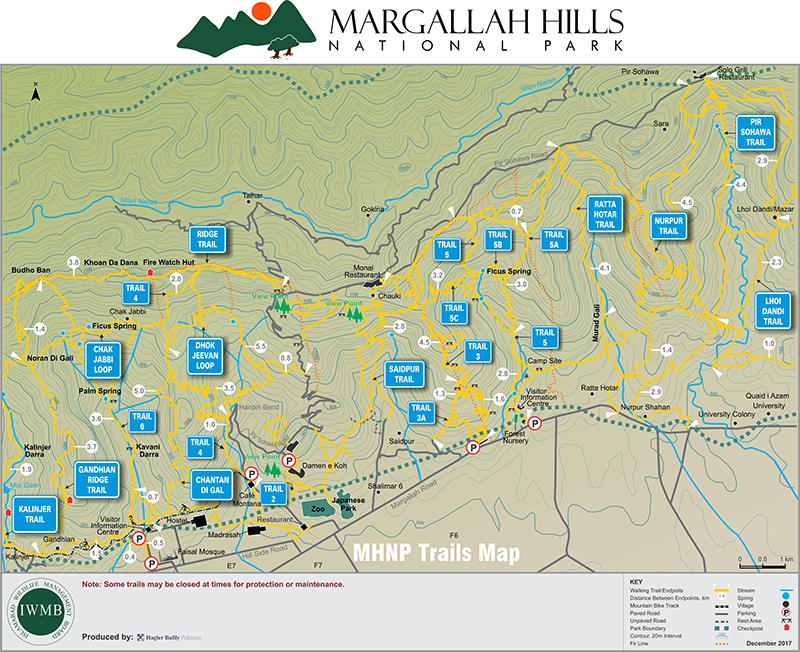 MARGALLAH HILLS
NATIONAL PARK
Pir Sohawa
Solo Grill
Restaurant
N
Nilan Nallah
Sara
PIR
SOHAWA
TRAIL
2.9
Pir Sohawa Road
4.4
Talhar
Nilan Nallah
Gokina
0.7
RATTA
HOTAR
TRAIL
4.5
NURPUR
TRAIL
Lhoi Dandi/Mazar
RIDGE
TRAIL
TRAIL
5
TRAIL
5B
TRAIL
5A
3.8
Khoan Da Dana
Fire Watch Hut
Budho Ban
2.8
Monal
Restaurant
3.2
Ficus Spring
3.0
4.1
2.3
TRAIL
4
View Point
View Point
Chauki
Chak Jabbi
LHOI
DANDI
TRAIL
1.4
Ficus Spring
TRAIL
5C
Murad Gali
2.8
5.5
4.5
TRAIL
3
TRAIL
5
1.4
1.0
Noran Di Gali
CHAK
JABBI
LOOP
DHOK
JEEVAN
LOOP
0.8
SAIDPUR
TRAIL
2.8
Camp Site
Palm Spring
5.0
3.5
1.3
1.6
Visitor
Information
Centre
Ratta Hotar
2.9
Quaid i Azam
University
Hairpin Bend
3.6
TRAIL
6
1.0
TRAIL
3A
Nurpur Shahan
University Colony
P
Forest
Nursery
Kalinjer
Darra
3.7
Kavani
Darra
TRAIL
4
Saidpur
P
1.9
GANDHIAN
RIDGE
TRAIL
View Point
P
P
Damen e Koh
Mini Dam
CHANTAN
DI GAL
TRAIL
2
Shalimar 6
Margallah Road
0.7
Café
Montana
Zoo
Japanese
Park
KALINJER
TRAIL
Visitor
Information
Centre
Hostel
Restaurant
Madrasah
F6
Gandhian
P
0.5
Kalinjer
0.4
P
Faisal Mosque
Hill Side Road
E7
F7
MHNP Trails Map
0 0.5 1 km
Note: Some trails may be closed at times for protection or maintenance.
ISLAMABAD WILDLIFE MANAGEMENT BOARD
IWMB
Produced by: Hagler Bailly Pakistan
KEY
Walking Trail/Endpoits
Distance Between Endpoints, km
Mountain Bike Track
Paved Road
Unpaved Road
Park Boundary
Contour, 20m Interval
Fir Line
Stream
Spring
Village
Parking
Rest Area
Checkpost
December 2017